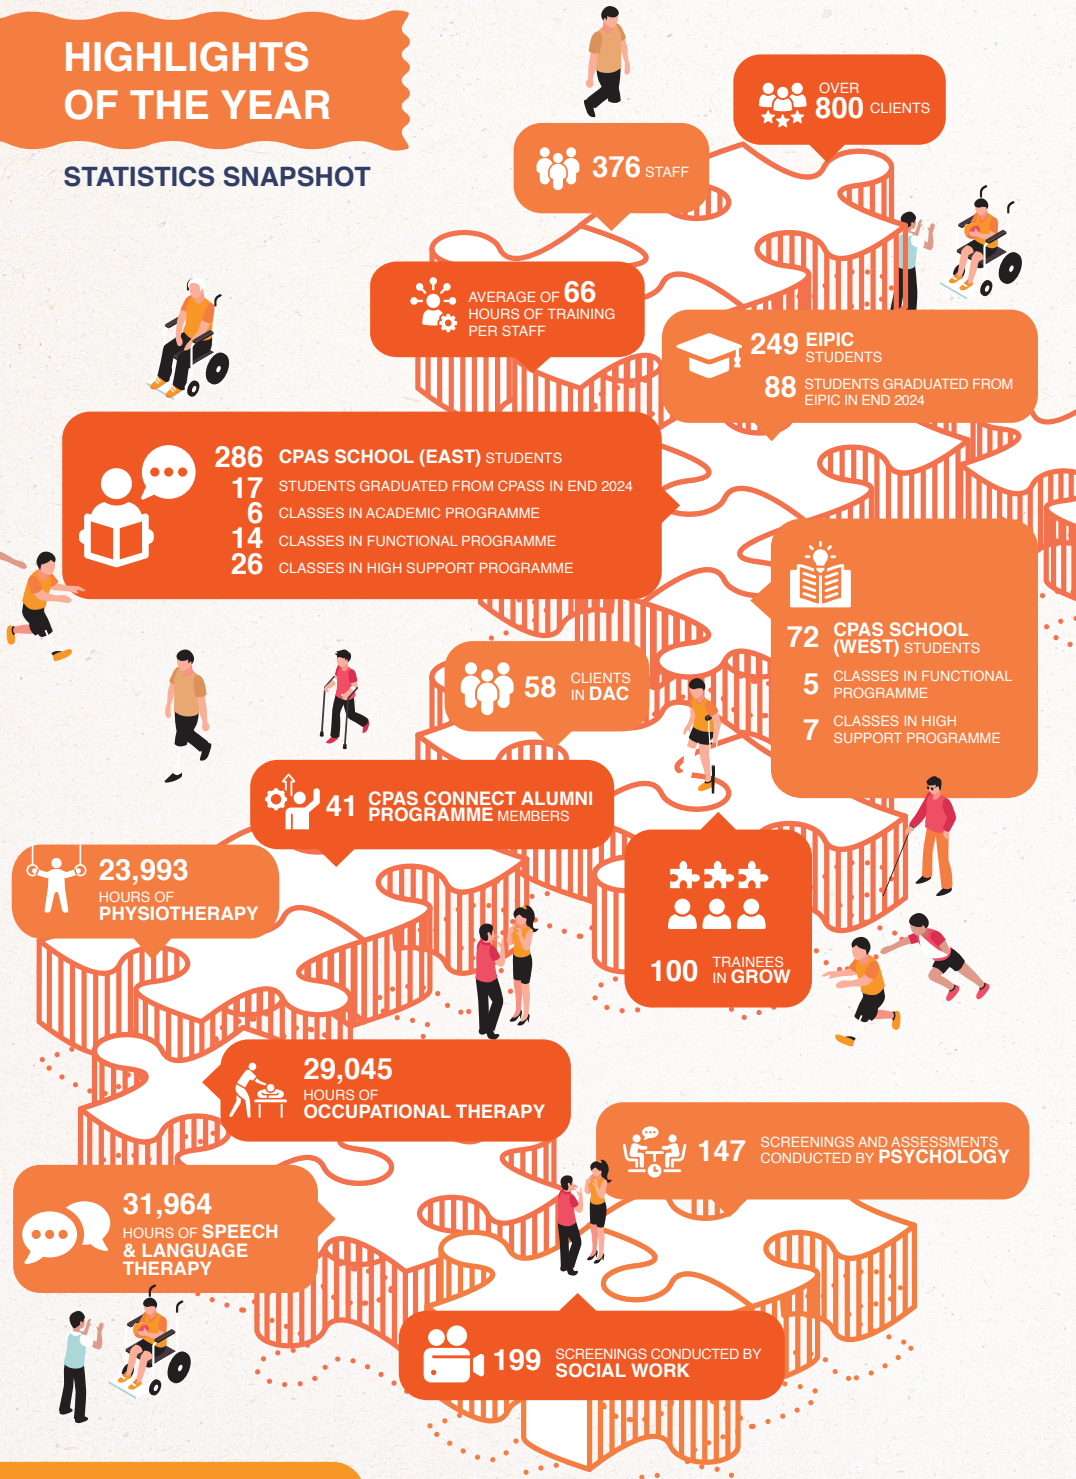 HIGHLIGHTS
OF THE YEAR
STATISTICS SNAPSHOT
OVER
800 CLIENTS
376 STAFF
AVERAGE OF 66
HOURS OF TRAINING
PER STAFF
249 EIPIC
STUDENTS
88 STUDENTS GRADUATED FROM
EIPIC IN END 2024
286 CPAS SCHOOL (EAST) STUDENTS
17 STUDENTS GRADUATED FROM CPASS IN END 2024
6 CLASSES IN ACADEMIC PROGRAMME
14 CLASSES IN FUNCTIONAL PROGRAMME
26 CLASSES IN HIGH SUPPORT PROGRAMME
72 CPAS SCHOOL
(WEST) STUDENTS
5 CLASSES IN FUNCTIONAL
PROGRAMME
7 CLASSES IN HIGH
SUPPORT PROGRAMME
58 CLIENTS
IN DAC
41 CPAS CONNECT ALUMNI
PROGRAMME MEMBERS
23,993
HOURS OF
PHYSIOTHERAPY
100 TRAINEES
IN GROW
29,045
HOURS OF
OCCUPATIONAL THERAPY
147 SCREENINGS AND ASSESSMENTS
CONDUCTED BY PSYCHOLOGY
31,964
HOURS OF SPEECH
& LANGUAGE
THERAPY
199 SCREENINGS CONDUCTED BY
SOCIAL WORK